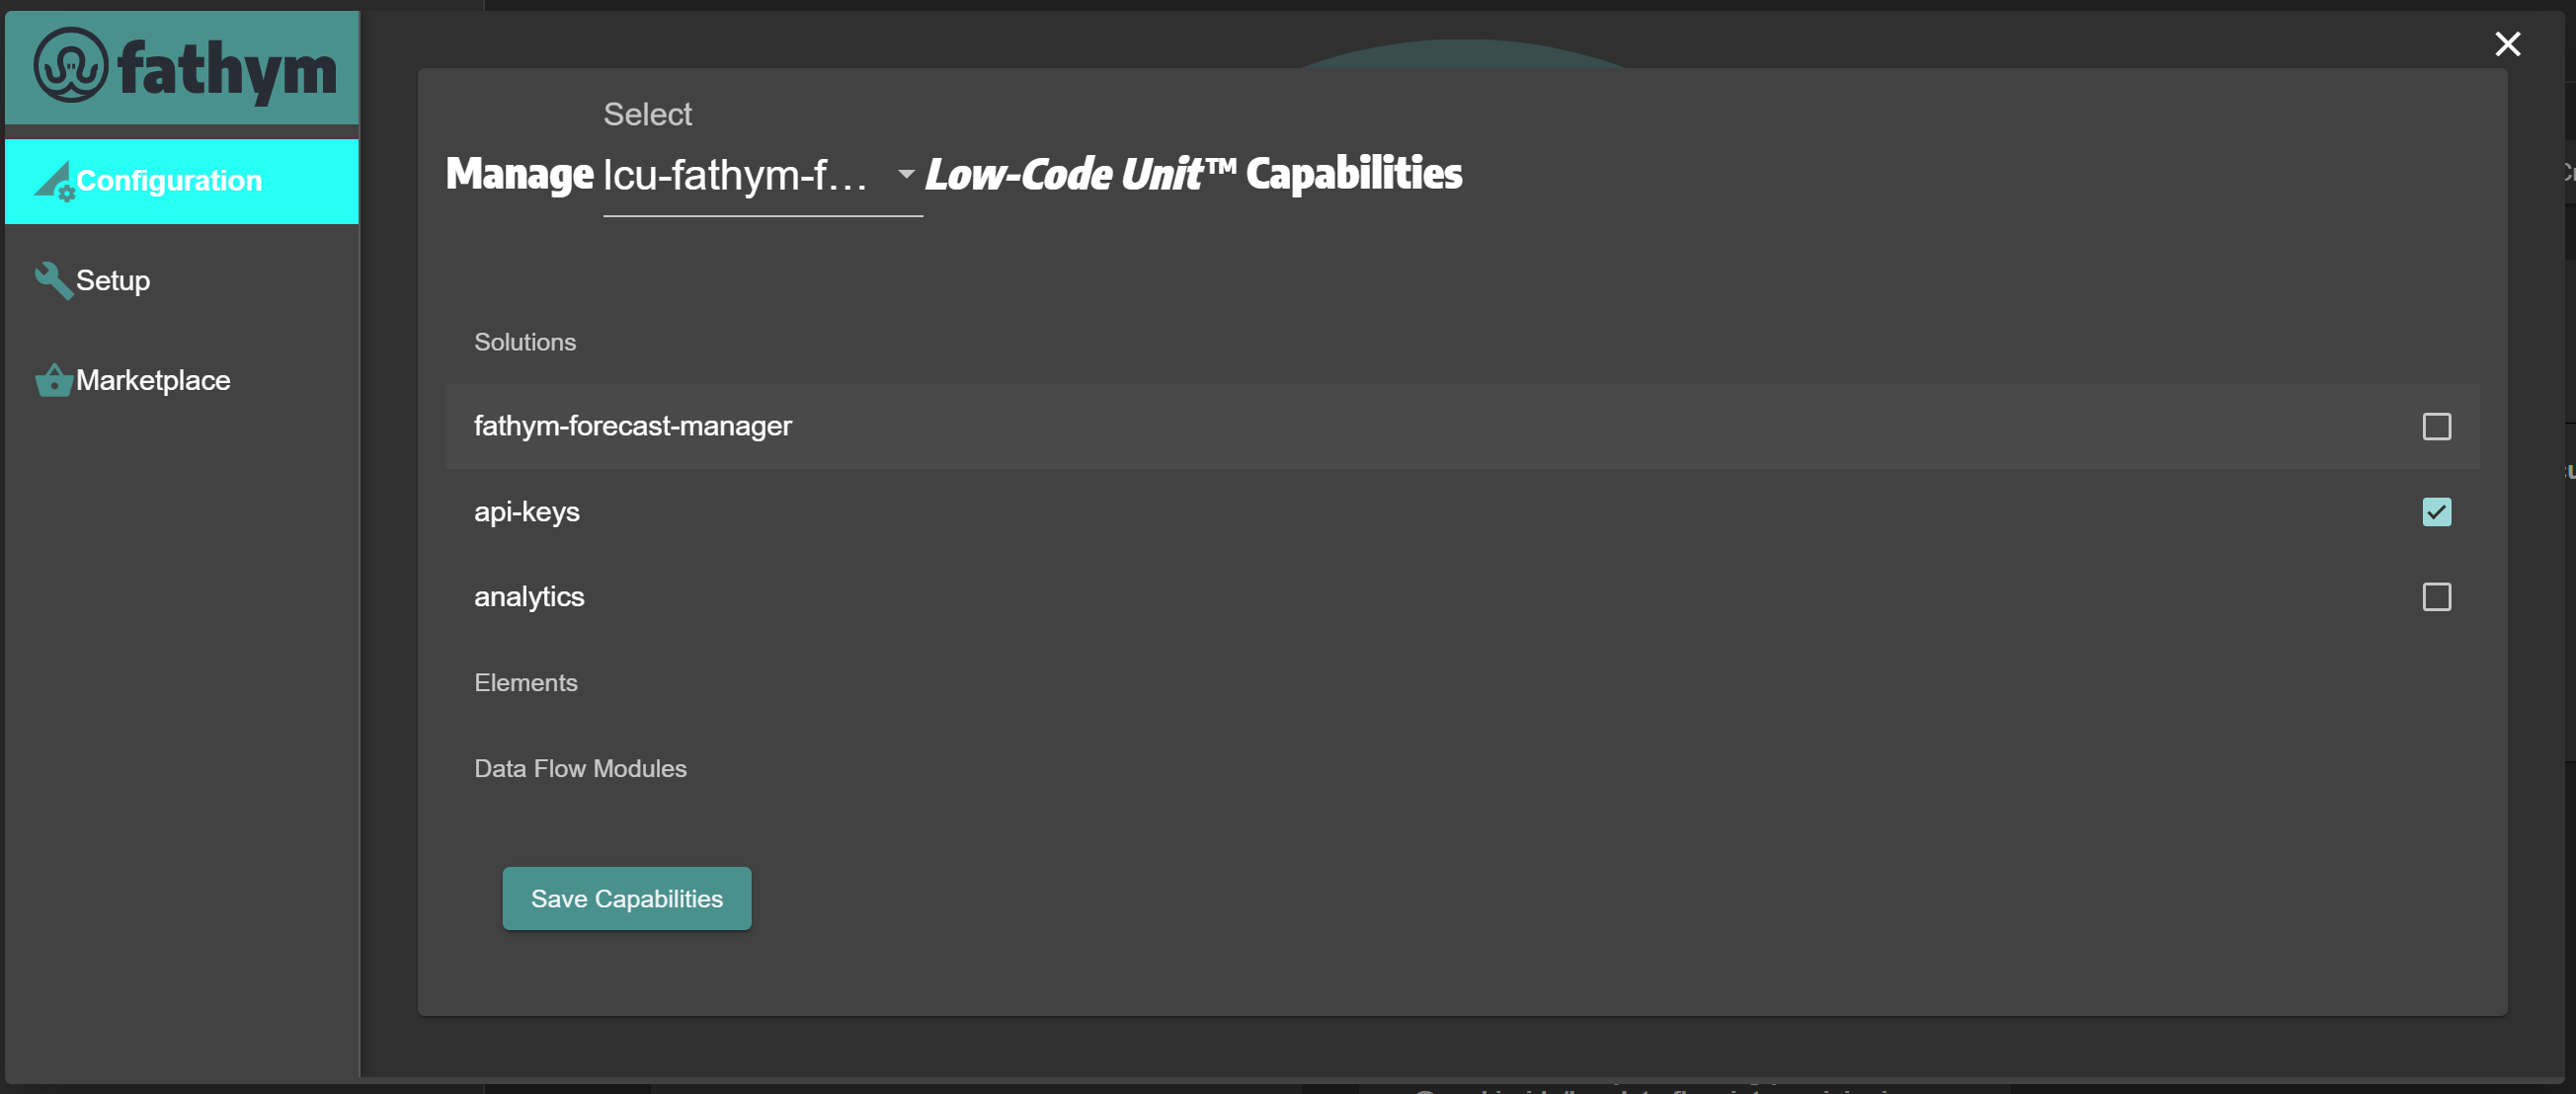 fathym
Configuration
Setup
Marketplace
Select
Manage lcu-fathym-f... Low-Code Unit™ Capabilities
Solutions
fathym-forecast-manager
api-keys
analytics
Elements
Data Flow Modules
Save Capabilities